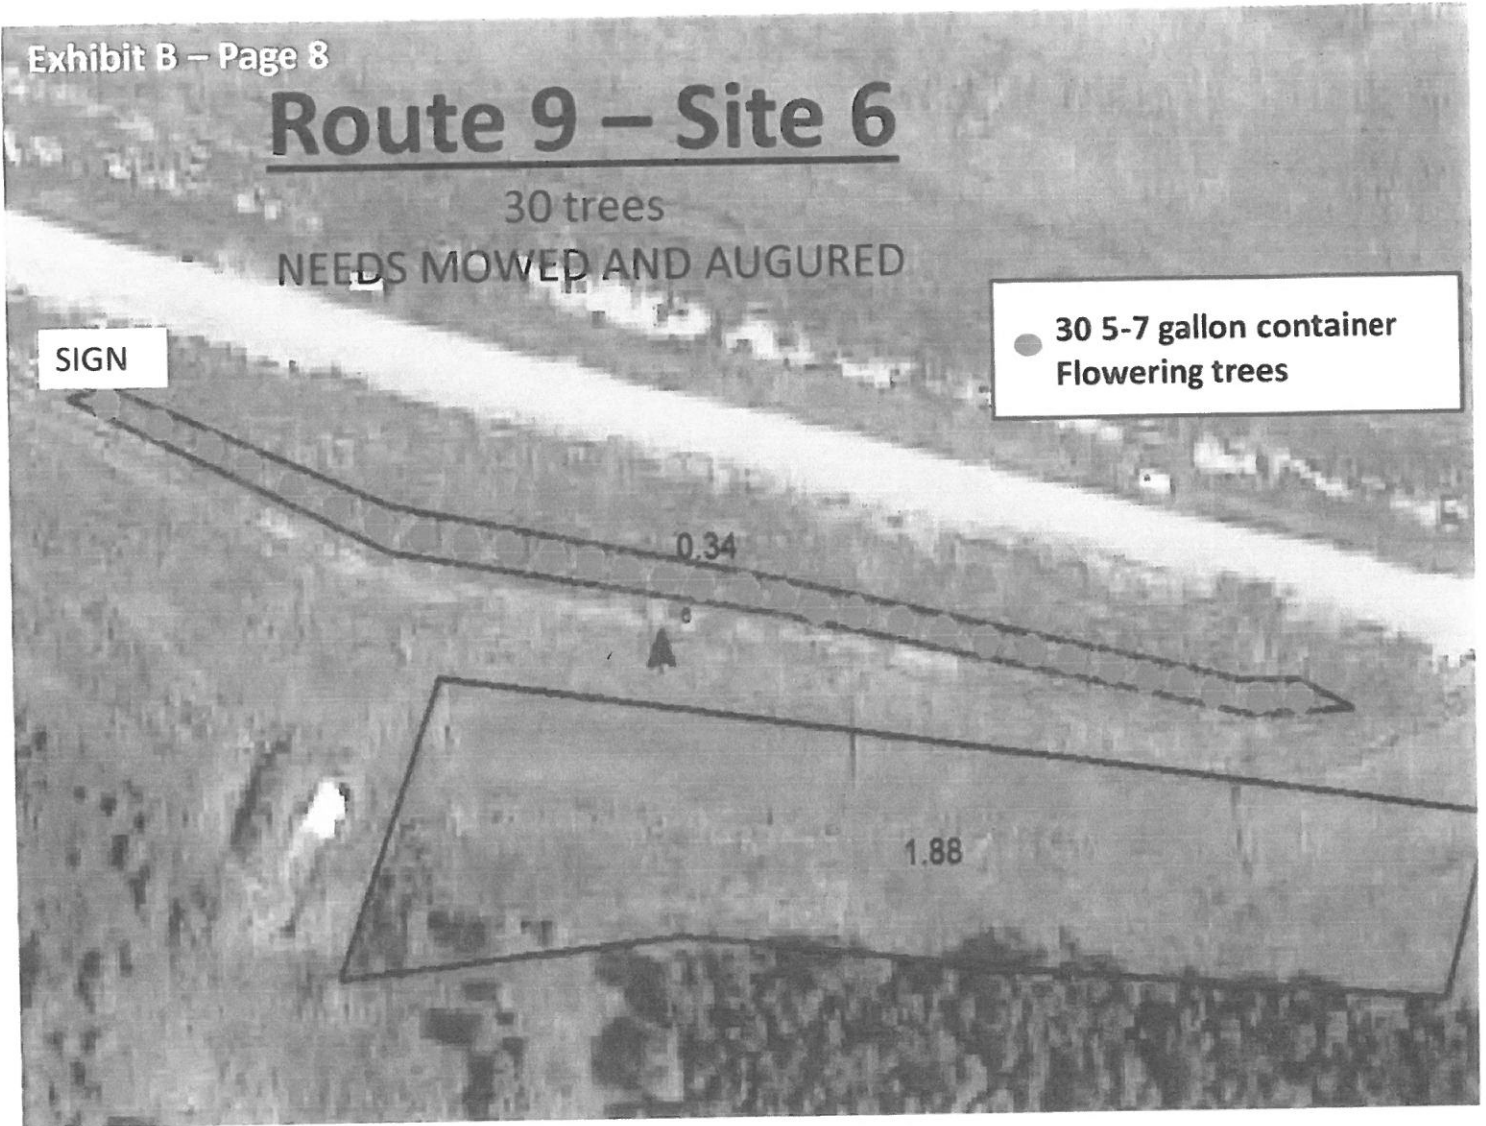 Exhibit B – Page 8
Route 9 – Site 6
30 trees
NEEDS MOWED AND AUGURED
30 5-7 gallon container
Flowering trees
SIGN
0.34
6
1.88